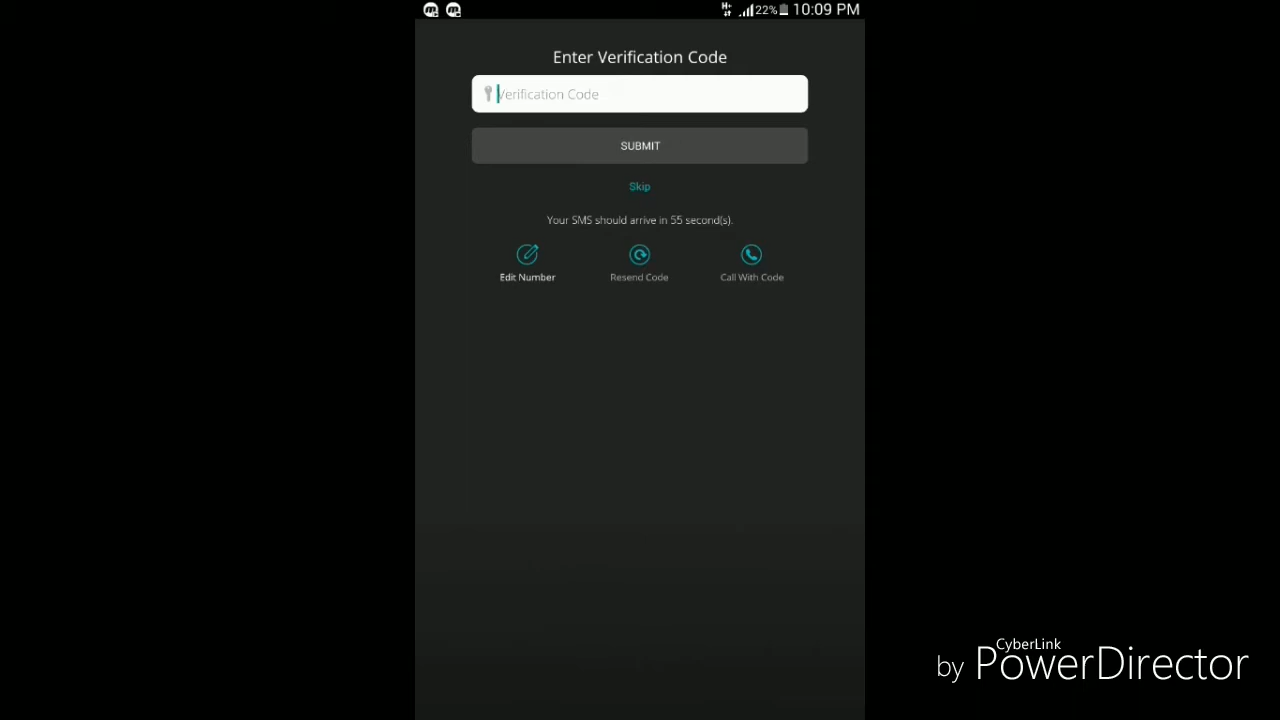 22% 10:09 PM
Enter Verification Code
Verification Code
SUBMIT
Skip
Your SMS should arrive in 55 second(s).
Edit Number
Resend Code
Call With Code
CyberLink
by PowerDirector